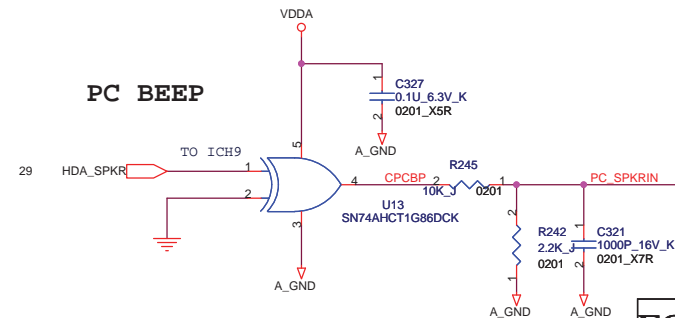 VDDA
PC BEEP
1
C327
0.1U_6.3V_K
2
0201_X5R
5
A_GND
TO ICH9
R245
29
HDA_SPKR
1
4
CPCBP
2
1
PC_SPKRIN
10K_J
0201
2
U13
SN74AHCT1G86DCK
3
2
R242
1
C321
2.2K_J
1000P_16V_K
0201
2
0201_X7R
1
A_GND
A_GND
A_GND